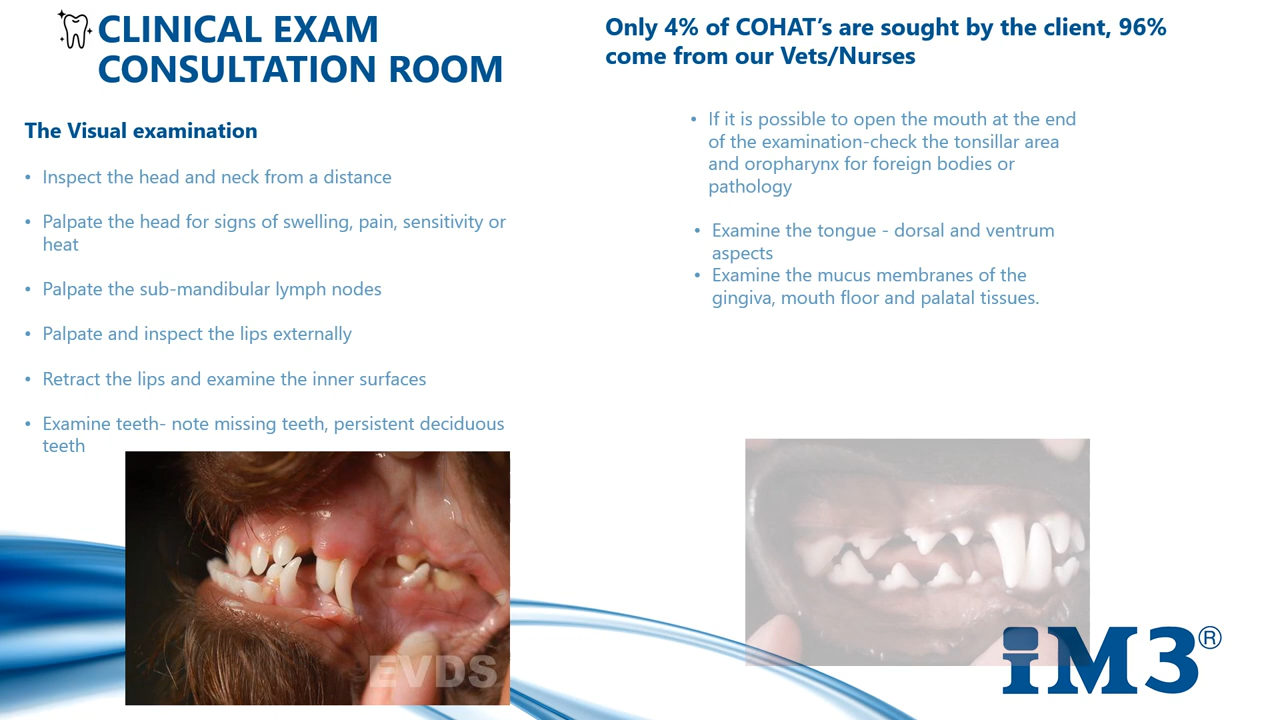 CLINICAL EXAM
CONSULTATION ROOM
The Visual examination
• Inspect the head and neck from a distance
• Palpate the head for signs of swelling, pain, sensitivity or
heat
• Palpate the sub-mandibular lymph nodes
• Palpate and inspect the lips externally
• Retract the lips and examine the inner surfaces
• Examine teeth- note missing teeth, persistent deciduous
teeth
EVDS
Only 4% of COHAT’s are sought by the client, 96%
come from our Vets/Nurses
• If it is possible to open the mouth at the end
of the examination-check the tonsillar area
and oropharynx for foreign bodies or
pathology
• Examine the tongue - dorsal and ventrum
aspects
• Examine the mucus membranes of the
gingiva, mouth floor and palatal tissues.
iM3®